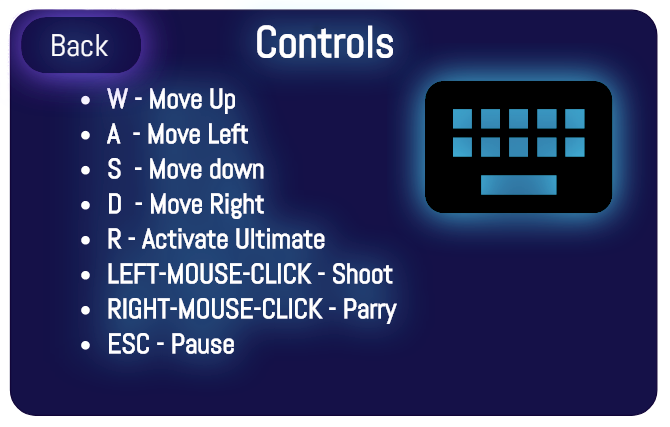 Back
Controls
• W - Move Up
• A - Move Left
• S - Move down
• D - Move Right
• R - Activate Ultimate
• LEFT-MOUSE-CLICK - Shoot
• RIGHT-MOUSE-CLICK - Parry
• ESC - Pause